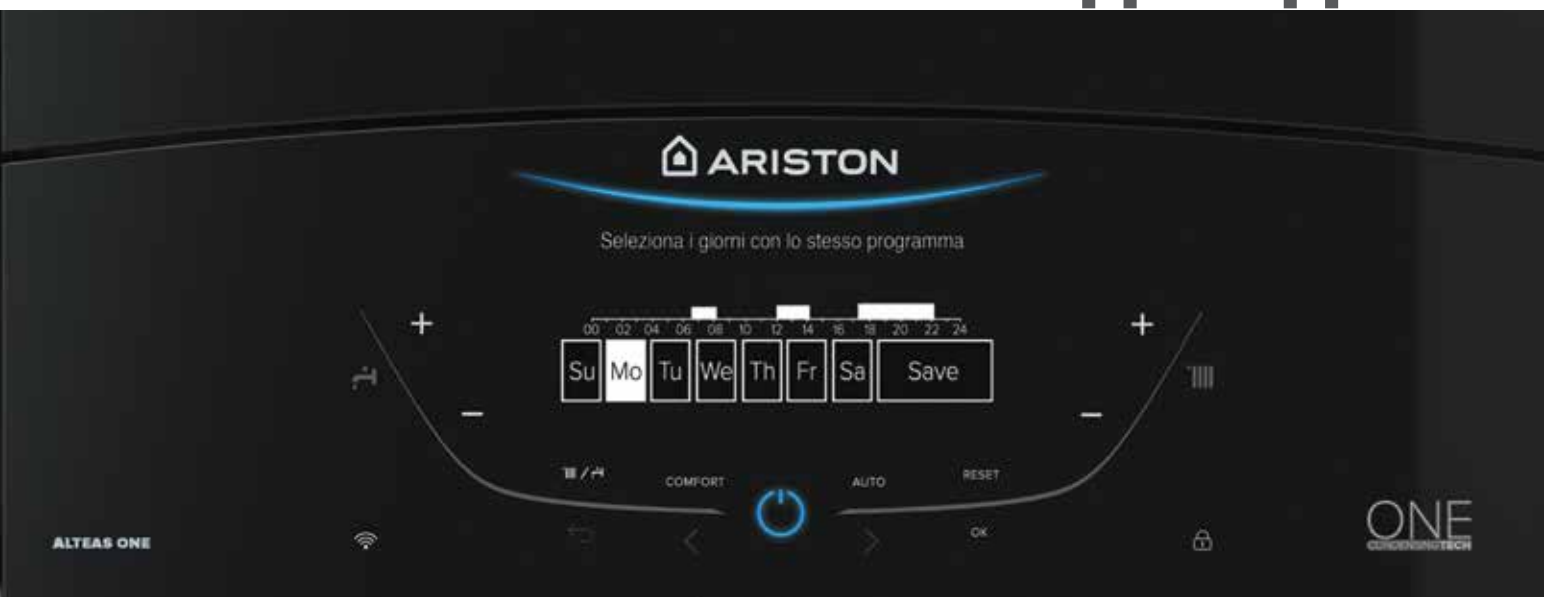 ARISTON
Seleziona i giorni con lo stesso programma
00 02 04 06 08 10 12 14 16 18 20 22 24
Su Mo Tu We Th Fr Sa Save
COMFORT AUTO RESET
OK
ALTEAS ONE
ONE
CONDENSINGTECH